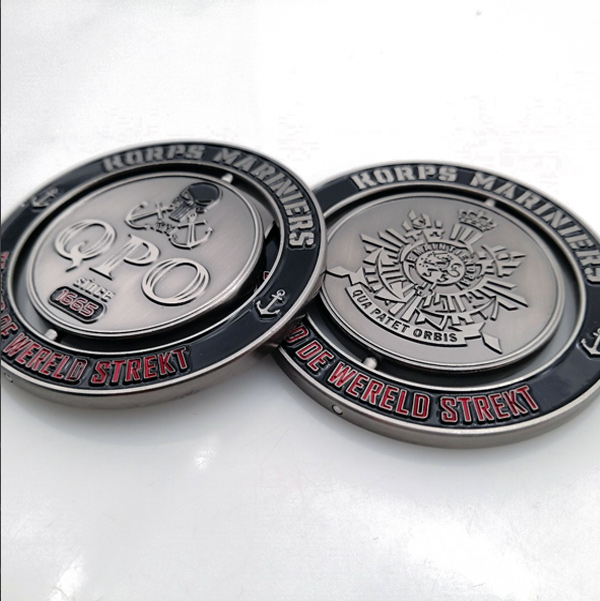 KORPS MARINIERS
QPO
SINCE
1665
DE WERELD STREKT
KORPS MARINIERS
QUA PATET ORBIS
DE WERELD STREKT